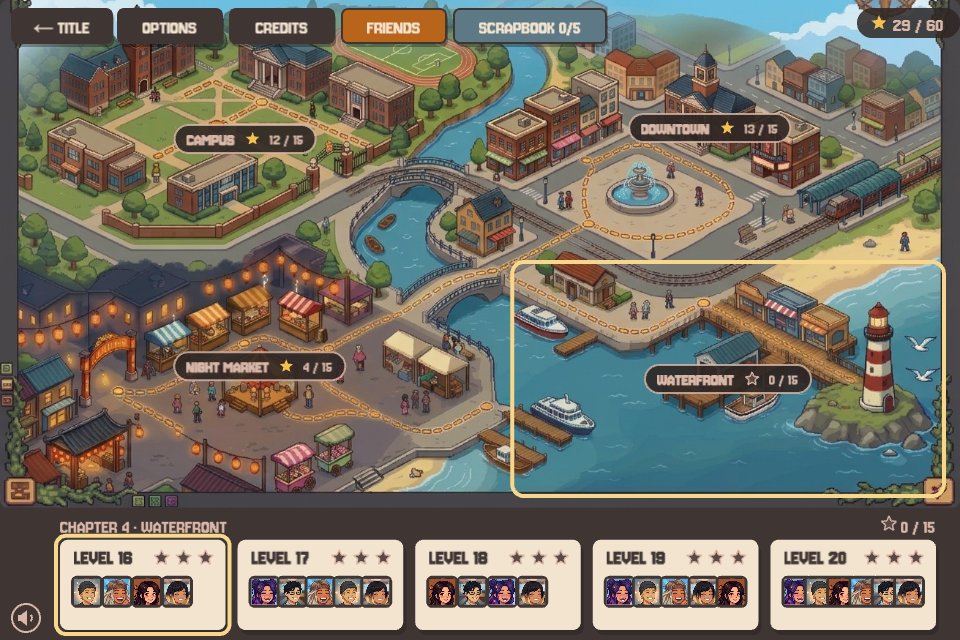 ← TITLE
OPTIONS
CREDITS
FRIENDS
SCRAPBOOK 0/5
29 / 60
CAMPUS 12 / 15
DOWNTOWN 13 / 15
NIGHT MARKET 4 / 15
WATERFRONT 0 / 15
CHAPTER 4 · WATERFRONT
0 / 15
LEVEL 16
LEVEL 17
LEVEL 18
LEVEL 19
LEVEL 20